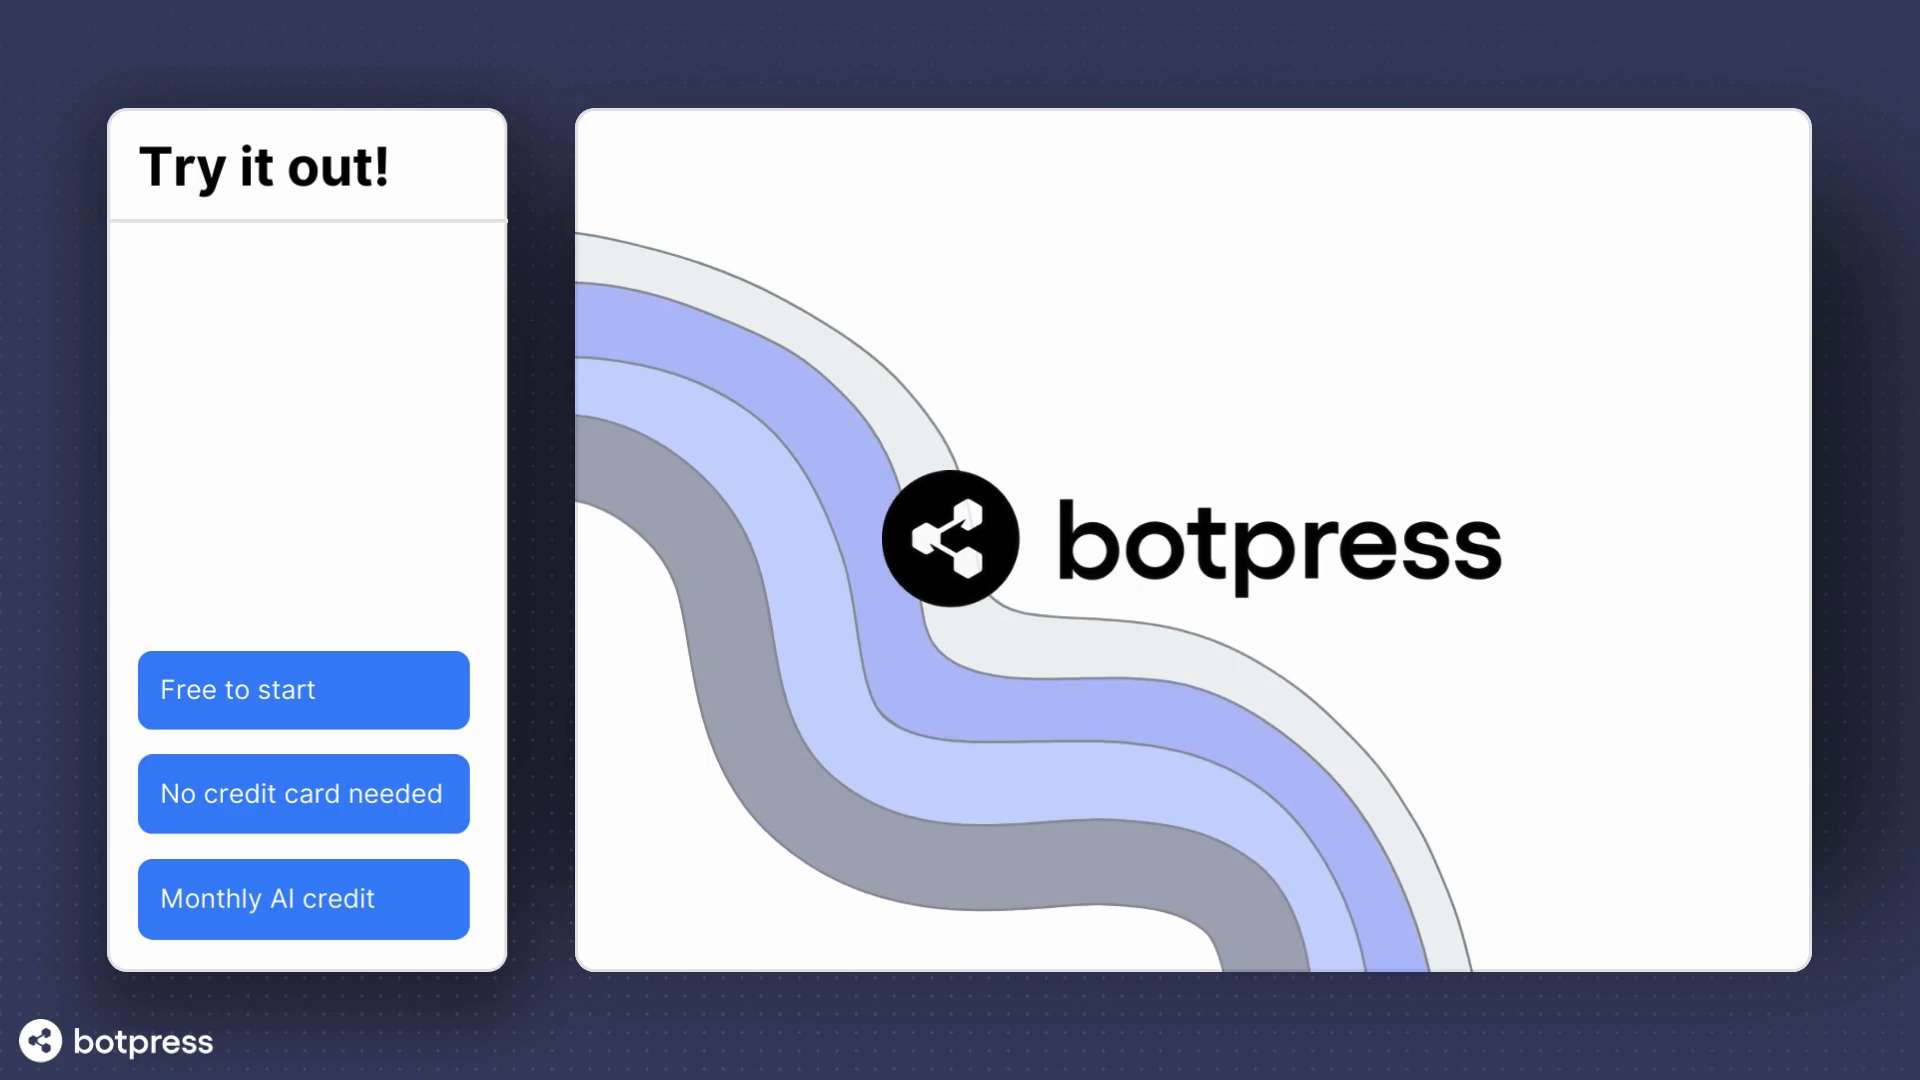 Try it out!
Free to start
No credit card needed
Monthly AI credit
botpress
botpress